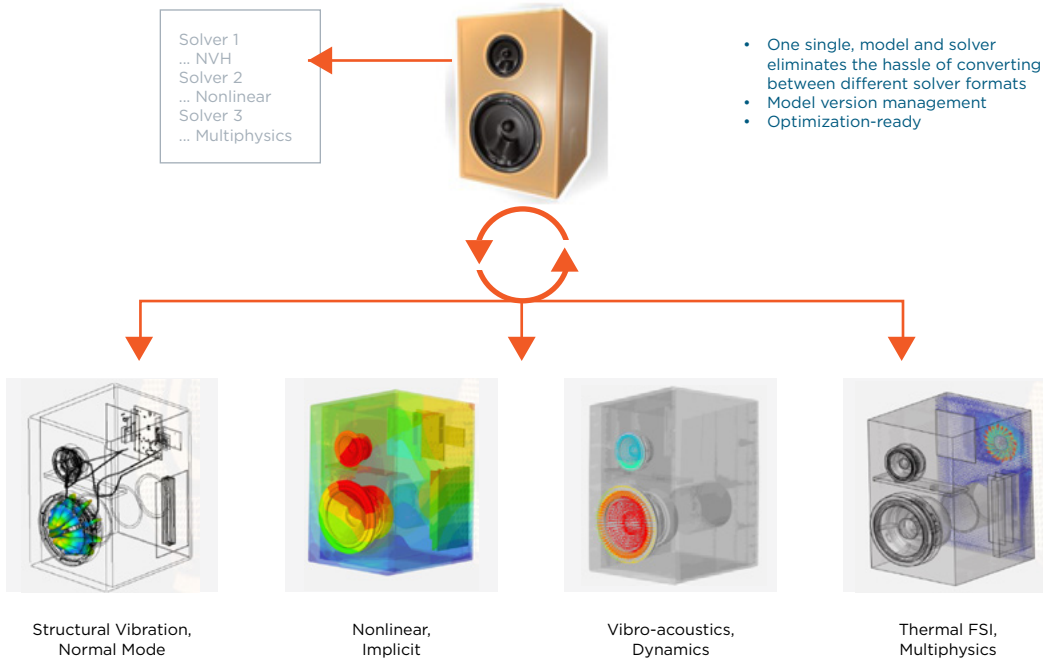 Solver 1
... NVH
Solver 2
... Nonlinear
Solver 3
... Multiphysics
• One single, model and solver
eliminates the hassle of converting
between different solver formats
• Model version management
• Optimization-ready
Structural Vibration,
Normal Mode
Nonlinear,
Implicit
Vibro-acoustics,
Dynamics
Thermal FSI,
Multiphysics